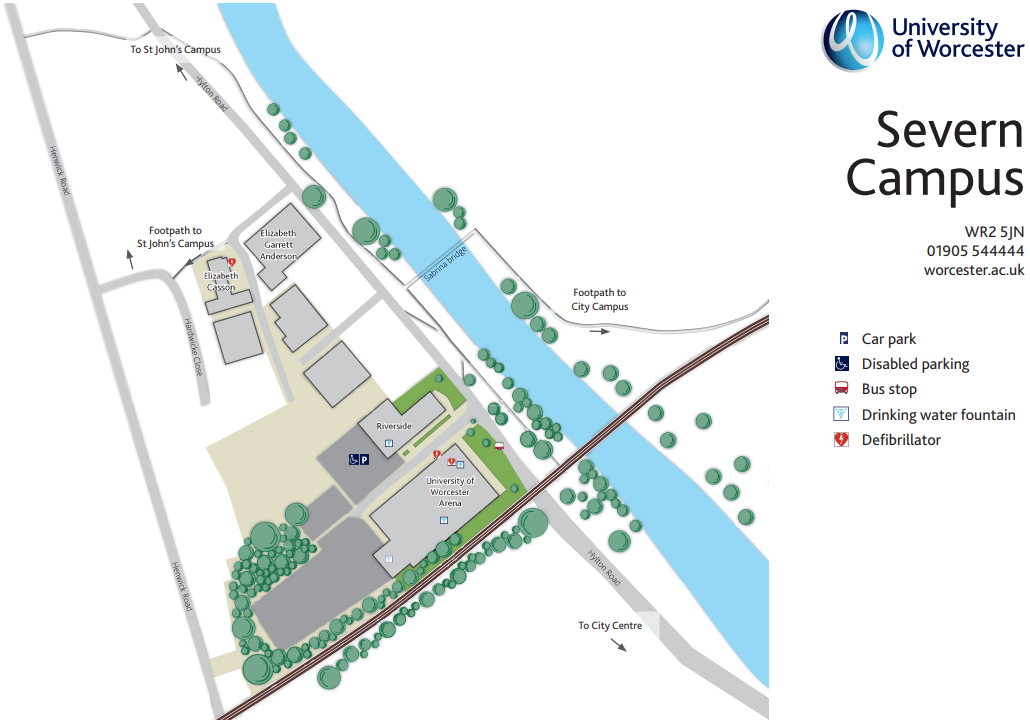 To St John's Campus
Hylton Road
Henwick Road
Footpath to
St John's Campus
Elizabeth
Garrett
Anderson
Elizabeth
Casson
Hardwicke Close
Sabrina bridge
Footpath to
City Campus
Riverside
P
University of
Worcester
Arena
Henwick Road
Hylton Road
To City Centre
University
of Worcester
Severn
Campus
WR2 5JN
01905 544444
worcester.ac.uk
P Car park
Disabled parking
Bus stop
Drinking water fountain
Defibrillator